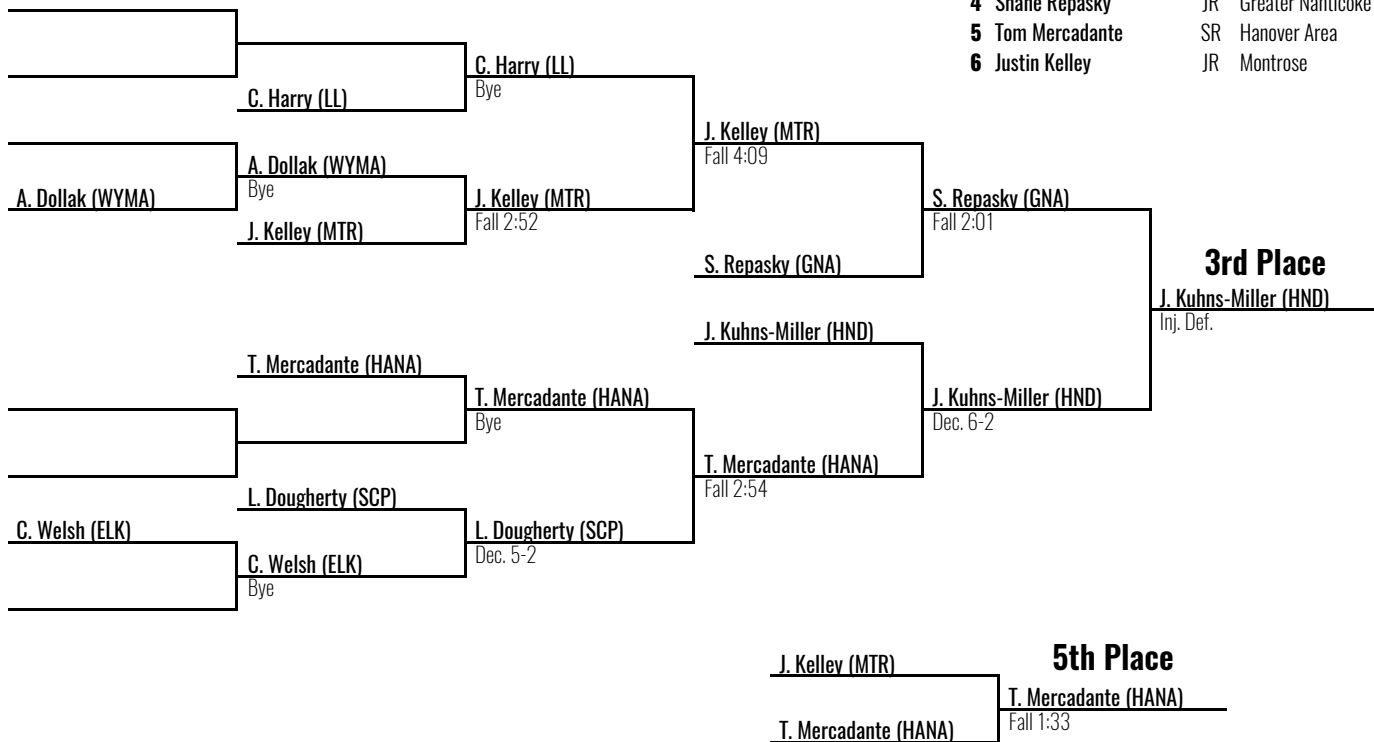 4 Shane Repasky JR Greater Nanticoke
5 Tom Mercadante SR Hanover Area
6 Justin Kelley JR Montrose
C. Harry (LL)
Bye
C. Harry (LL)
J. Kelley (MTR)
Fall 4:09
A. Dollak (WYMA)
Bye
A. Dollak (WYMA)
J. Kelley (MTR)
Fall 2:52
J. Kelley (MTR)
S. Repasky (GNA)
Fall 2:01
S. Repasky (GNA)
3rd Place
J. Kuhns-Miller (HND)
Inj. Def.
J. Kuhns-Miller (HND)
T. Mercadante (HANA)
T. Mercadante (HANA)
Bye
J. Kuhns-Miller (HND)
Dec. 6-2
T. Mercadante (HANA)
Fall 2:54
L. Dougherty (SCP)
C. Welsh (ELK)
L. Dougherty (SCP)
Dec. 5-2
C. Welsh (ELK)
Bye
J. Kelley (MTR)
5th Place
T. Mercadante (HANA)
Fall 1:33
T. Mercadante (HANA)